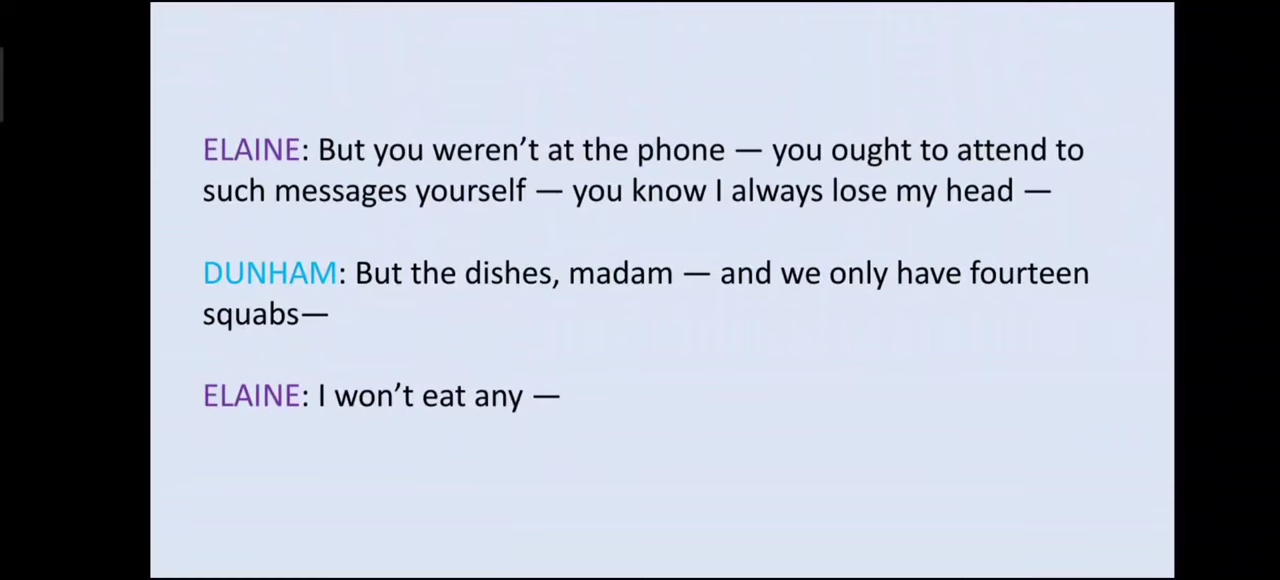 ELAINE: But you weren’t at the phone — you ought to attend to
such messages yourself — you know I always lose my head —
DUNHAM: But the dishes, madam — and we only have fourteen
squabs—
ELAINE: I won’t eat any —